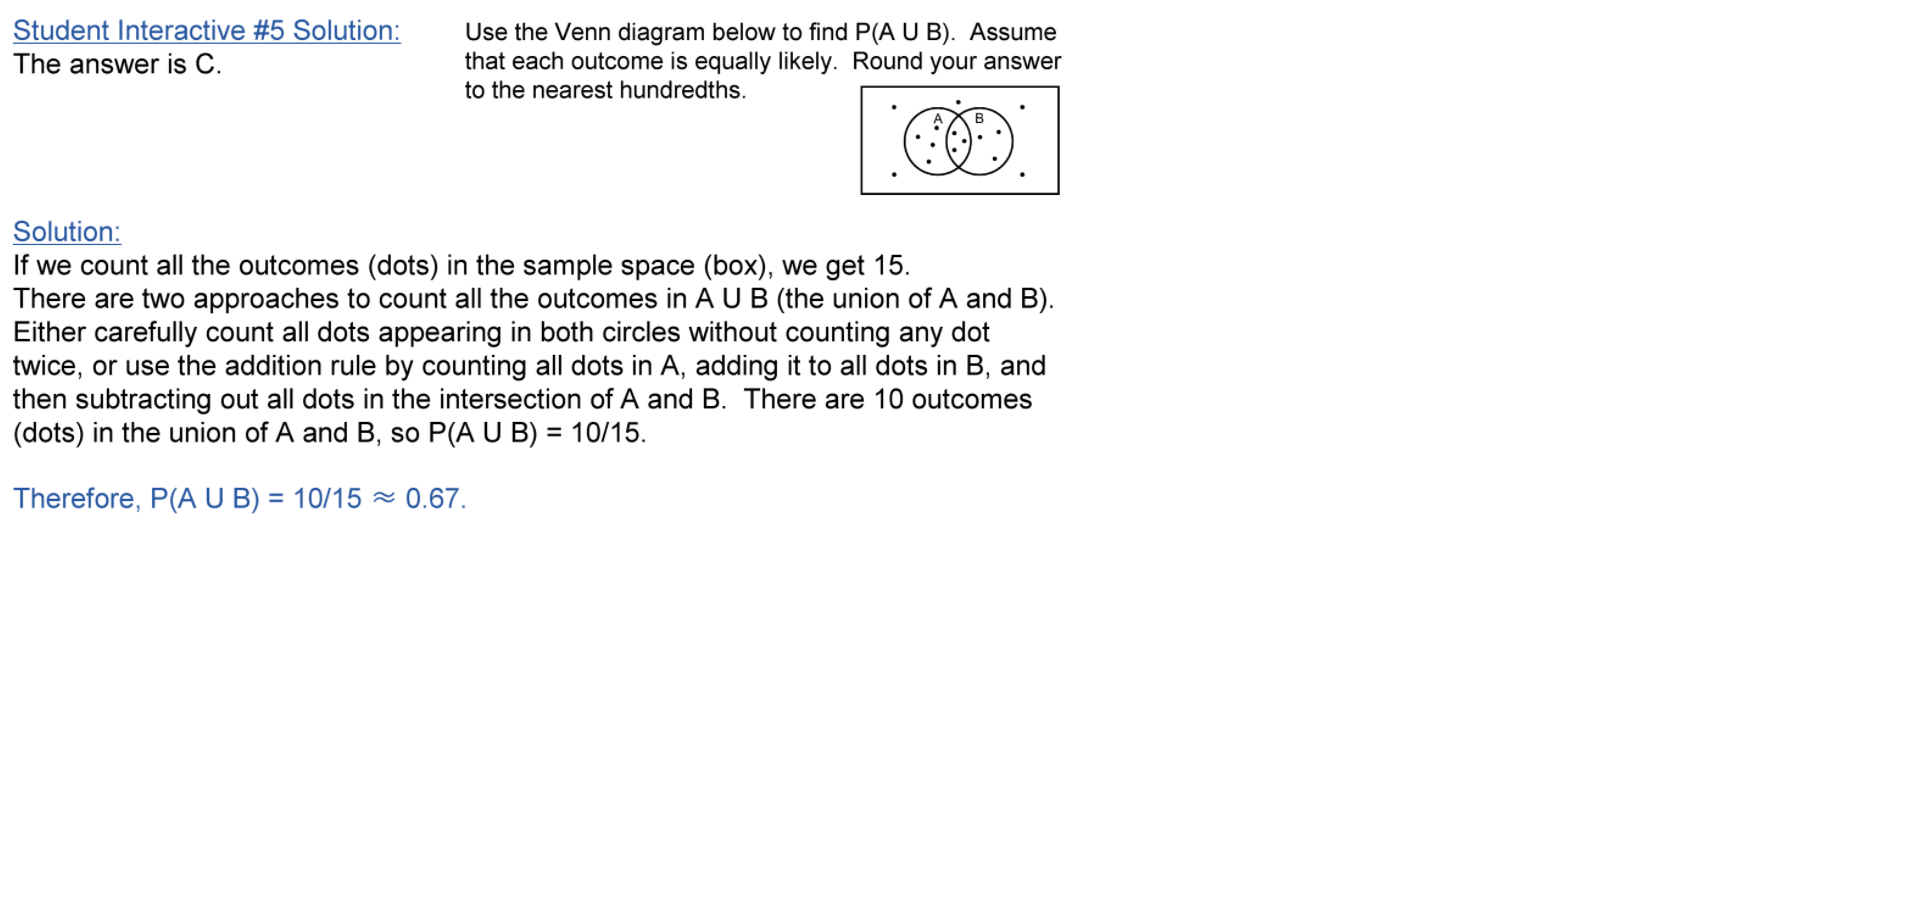 Student Interactive #5 Solution:
The answer is C.
Use the Venn diagram below to find P(A U B).  Assume
that each outcome is equally likely.  Round your answer
to the nearest hundredths.
A
B
Solution:
If we count all the outcomes (dots) in the sample space (box), we get 15.
There are two approaches to count all the outcomes in A U B (the union of A and B).
Either carefully count all dots appearing in both circles without counting any dot
twice, or use the addition rule by counting all dots in A, adding it to all dots in B, and
then subtracting out all dots in the intersection of A and B.  There are 10 outcomes
(dots) in the union of A and B, so P(A U B) = 10/15.
Therefore, P(A U B) = 10/15 ≈ 0.67.